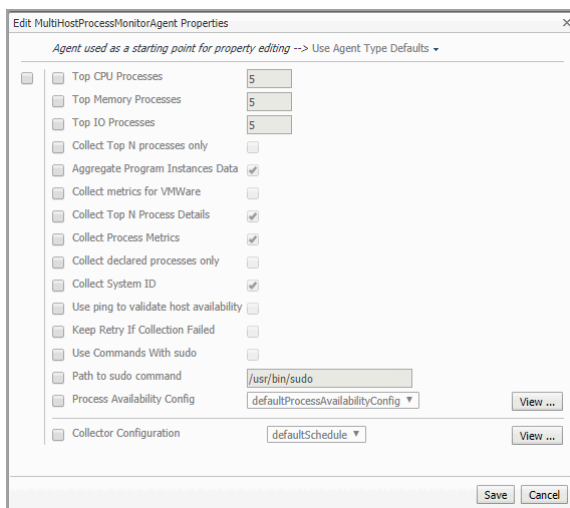 Edit MultiHostProcessMonitorAgent Properties
Agent used as a starting point for property editing --> Use Agent Type Defaults
Top CPU Processes 5
Top Memory Processes 5
Top IO Processes 5
Collect Top N processes only
Aggregate Program Instances Data
Collect metrics for VMWare
Collect Top N Process Details
Collect Process Metrics
Collect declared processes only
Collect System ID
Use ping to validate host availability
Keep Retry If Collection Failed
Use Commands With sudo
Path to sudo command /usr/bin/sudo
Process Availability Config defaultProcessAvailabilityConfig View ...
Collector Configuration defaultSchedule View ...
Save Cancel